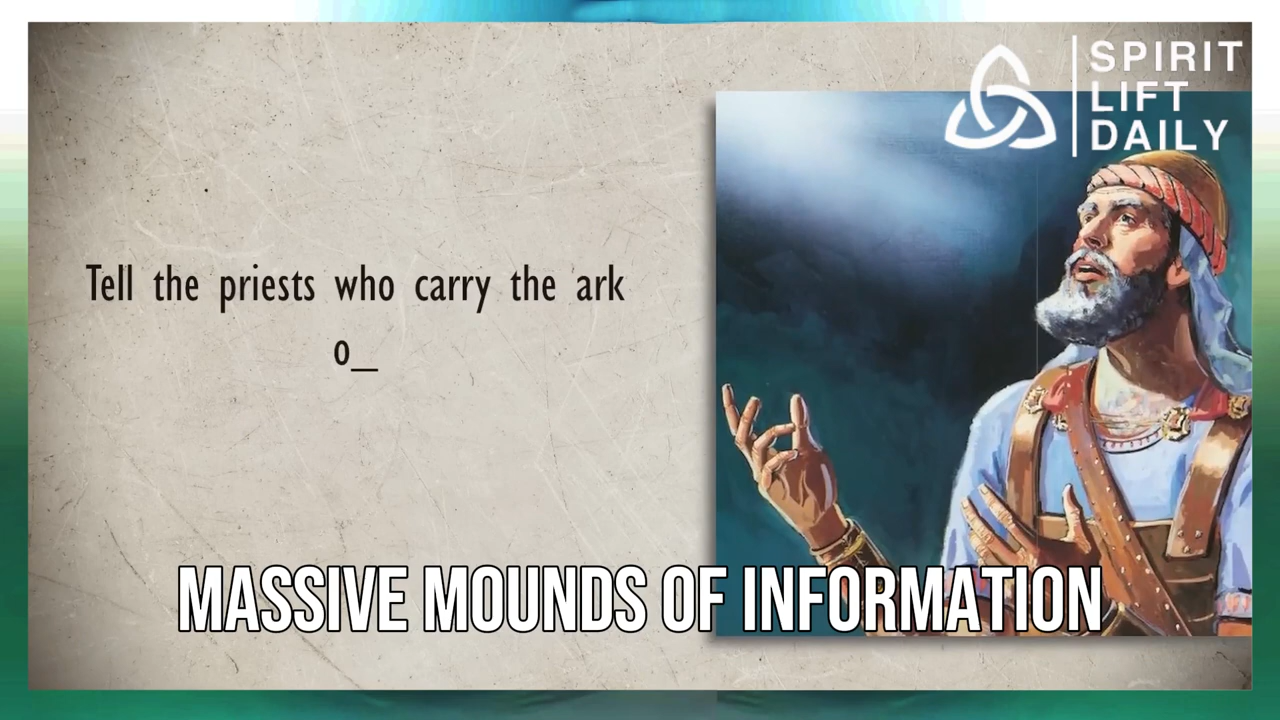 SPIRIT
LIFT
DAILY
Tell the priests who carry the ark
o_
MASSIVE MOUNDS OF INFORMATION